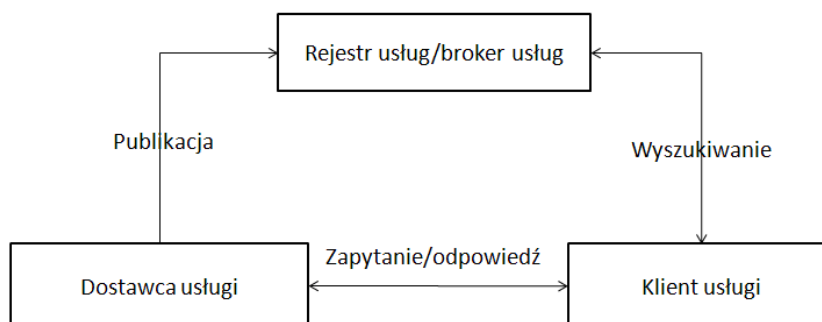 Rejestr usług/broker usług
Publikacja
Wyszukiwanie
Zapytanie/odpowiedź
Dostawca usługi
Klient usługi